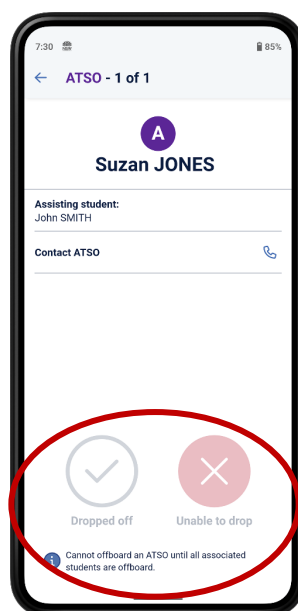 7:30 85%
ATSO - 1 of 1
A
Suzan JONES
Assisting student:
John SMITH
Contact ATSO
Dropped off Unable to drop
Cannot offboard an ATSO until all associated
students are offboard.